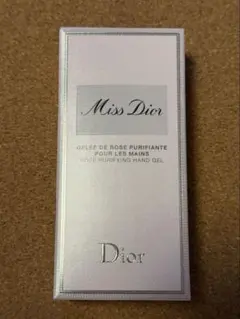 Miss Dior
GELÉE DE ROSE PURIFIANTE
POUR LES MAINS
ROSE PURIFYING HAND GEL
Dior